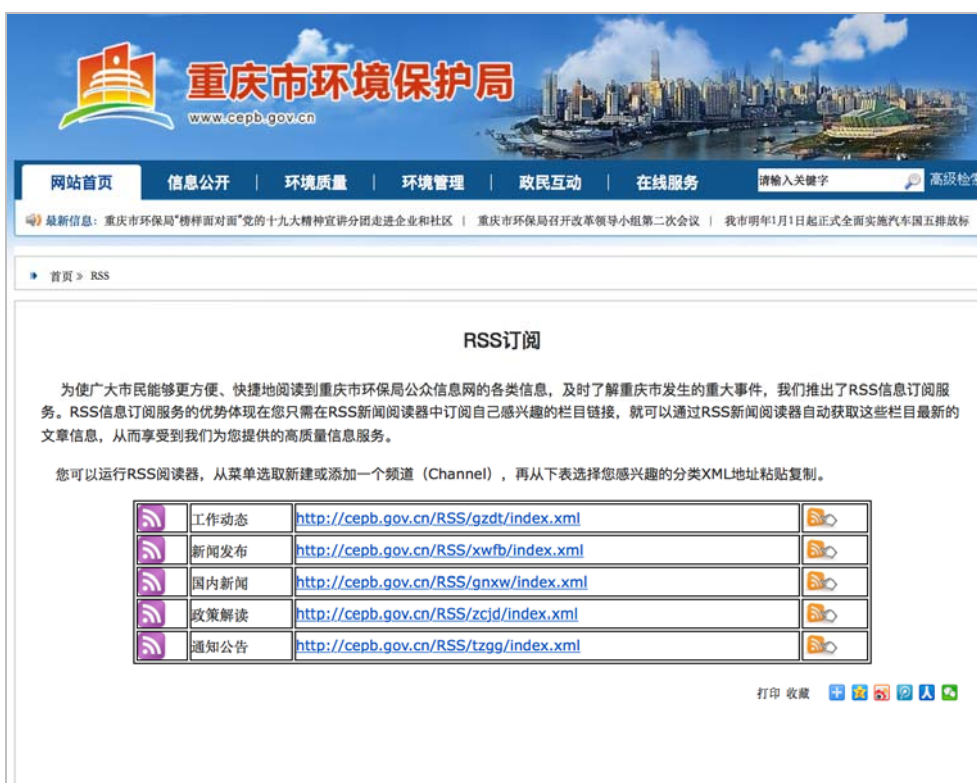 重庆市环境保护局
www.cepb.gov.cn
网站首页 信息公开 | 环境质量 | 环境管理 | 政民互动 | 在线服务 请输入关键字 高级检索
最新信息：重庆市环保局“榜样面对面”党的十九大精神宣讲分团走进企业和社区 | 重庆市环保局召开改革领导小组第二次会议 | 我市明年1月1日起正式全面实施汽车国五排放标
首页» RSS
RSS订阅
为使广大市民能够更方便、快捷地阅读到重庆市环保局公众信息网的各类信息，及时了解重庆市发生的重大事件，我们推出了RSS信息订阅服
务。RSS信息订阅服务的优势体现在您只需在RSS新闻阅读器中订阅自己感兴趣的栏目链接，就可以通过RSS新闻阅读器自动获取这些栏目最新的
文章信息，从而享受到我们为您提供的高质量信息服务。
您可以运行RSS阅读器，从菜单选取新建或添加一个频道（Channel），再从下表选择您感兴趣的分类XML地址粘贴复制。
工作动态 http://cepb.gov.cn/RSS/gzdt/index.xml
新闻发布 http://cepb.gov.cn/RSS/xwfb/index.xml
国内新闻 http://cepb.gov.cn/RSS/gnxw/index.xml
政策解读 http://cepb.gov.cn/RSS/zcjd/index.xml
通知公告 http://cepb.gov.cn/RSS/tzgg/index.xml
打印 收藏